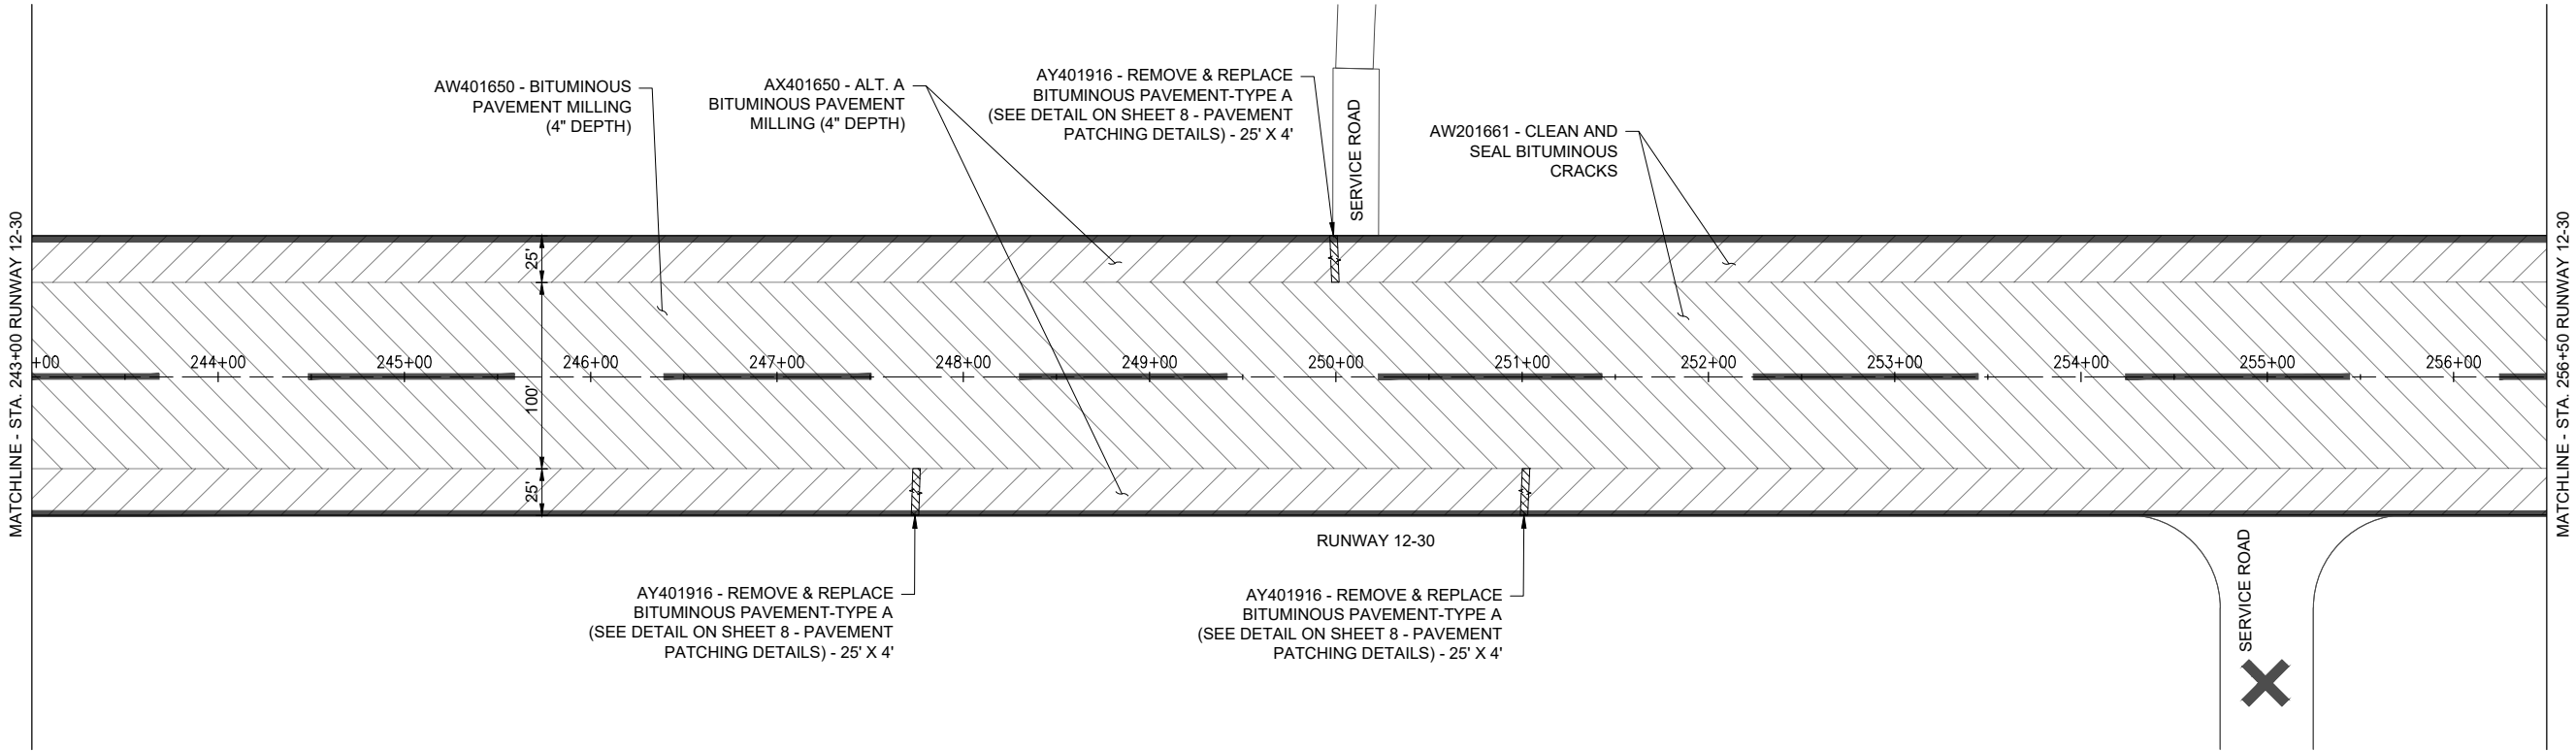 AW401650 - BITUMINOUS
PAVEMENT MILLING
(4" DEPTH)
AX401650 - ALT. A
BITUMINOUS PAVEMENT
MILLING (4" DEPTH)
AY401916 - REMOVE & REPLACE
BITUMINOUS PAVEMENT-TYPE A
(SEE DETAIL ON SHEET 8 - PAVEMENT
PATCHING DETAILS) - 25' X 4'
SERVICE ROAD
AW201661 - CLEAN AND
SEAL BITUMINOUS
CRACKS
MATCHLINE - STA. 243+00 RUNWAY 12-30
25'
100'
25'
+00
244+00
245+00
246+00
247+00
248+00
249+00
250+00
251+00
252+00
253+00
254+00
255+00
256+00
MATCHLINE - STA. 256+50 RUNWAY 12-30
RUNWAY 12-30
AY401916 - REMOVE & REPLACE
BITUMINOUS PAVEMENT-TYPE A
(SEE DETAIL ON SHEET 8 - PAVEMENT
PATCHING DETAILS) - 25' X 4'
AY401916 - REMOVE & REPLACE
BITUMINOUS PAVEMENT-TYPE A
(SEE DETAIL ON SHEET 8 - PAVEMENT
PATCHING DETAILS) - 25' X 4'
SERVICE ROAD